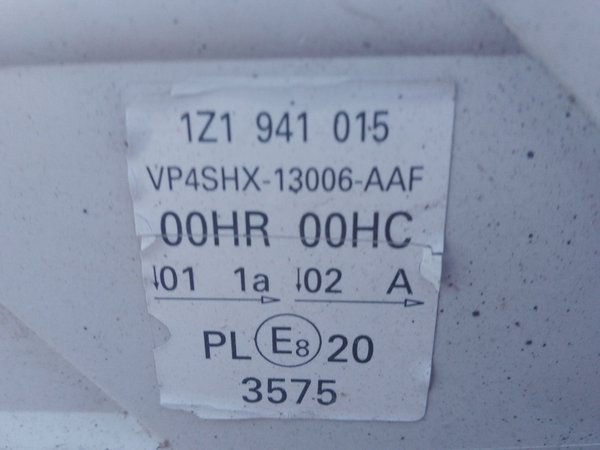 1Z1 941 015
VP4SHX-13006-AAF
00HR 00HC
↓01 1a ↓02 A
PL E8 20
3575